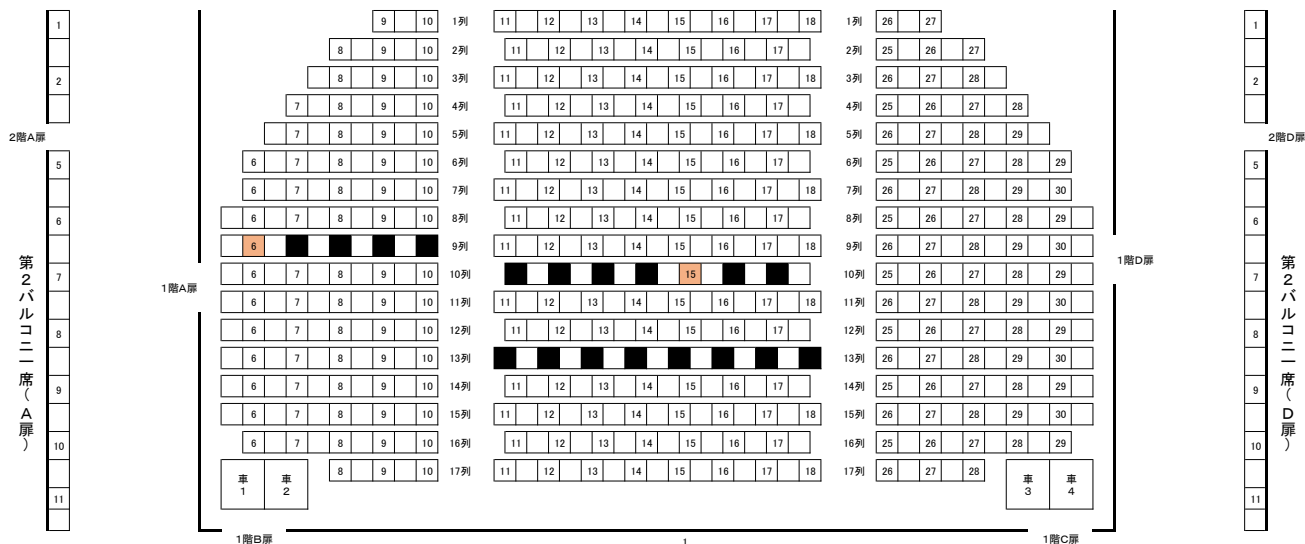 1 9 10 1列 11 12 13 14 15 16 17 18 1列 26 27 1
8 9 10 2列 11 12 13 14 15 16 17 2列 25 26 27
2 8 9 10 3列 11 12 13 14 15 16 17 18 3列 26 27 28 2
7 8 9 10 4列 11 12 13 14 15 16 17 4列 25 26 27 28
2階A扉 7 8 9 10 5列 11 12 13 14 15 16 17 18 5列 26 27 28 29 2階D扉
5 6 7 8 9 10 6列 11 12 13 14 15 16 17 6列 25 26 27 28 29 5
6 7 8 9 10 7列 11 12 13 14 15 16 17 18 7列 26 27 28 29 30
6 6 7 8 9 10 8列 11 12 13 14 15 16 17 8列 25 26 27 28 29 6
6 9列 11 12 13 14 15 16 17 18 9列 26 27 28 29 30
7 6 7 8 9 10 10列 15 10列 25 26 27 28 29 7
1階A扉 1階D扉
6 7 8 9 10 11列 11 12 13 14 15 16 17 18 11列 26 27 28 29 30
8 6 7 8 9 10 12列 11 12 13 14 15 16 17 12列 25 26 27 28 29 8
6 7 8 9 10 13列 13列 26 27 28 29 30
9 6 7 8 9 10 14列 11 12 13 14 15 16 17 14列 25 26 27 28 29 9
6 7 8 9 10 15列 11 12 13 14 15 16 17 18 15列 26 27 28 29 30
10 6 7 8 9 10 16列 11 12 13 14 15 16 17 16列 25 26 27 28 29 10
8 9 10 17列 11 12 13 14 15 16 17 18 17列 26 27 28
11 車1 車2 車3 車4 11
第2バルコニー席(A扉)
第2バルコニー席(D扉)
1階B扉 1 1階C扉